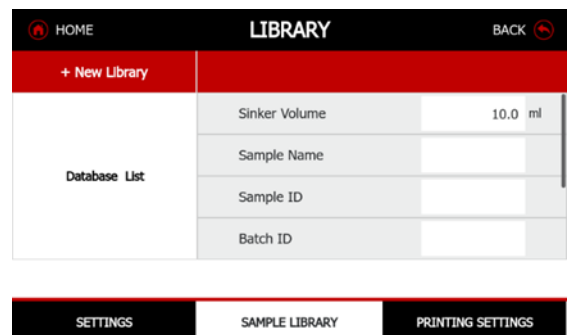 HOME LIBRARY BACK
+ New Library
Sinker Volume 10.0 ml
Sample Name
Database List
Sample ID
Batch ID
SETTINGS SAMPLE LIBRARY PRINTING SETTINGS